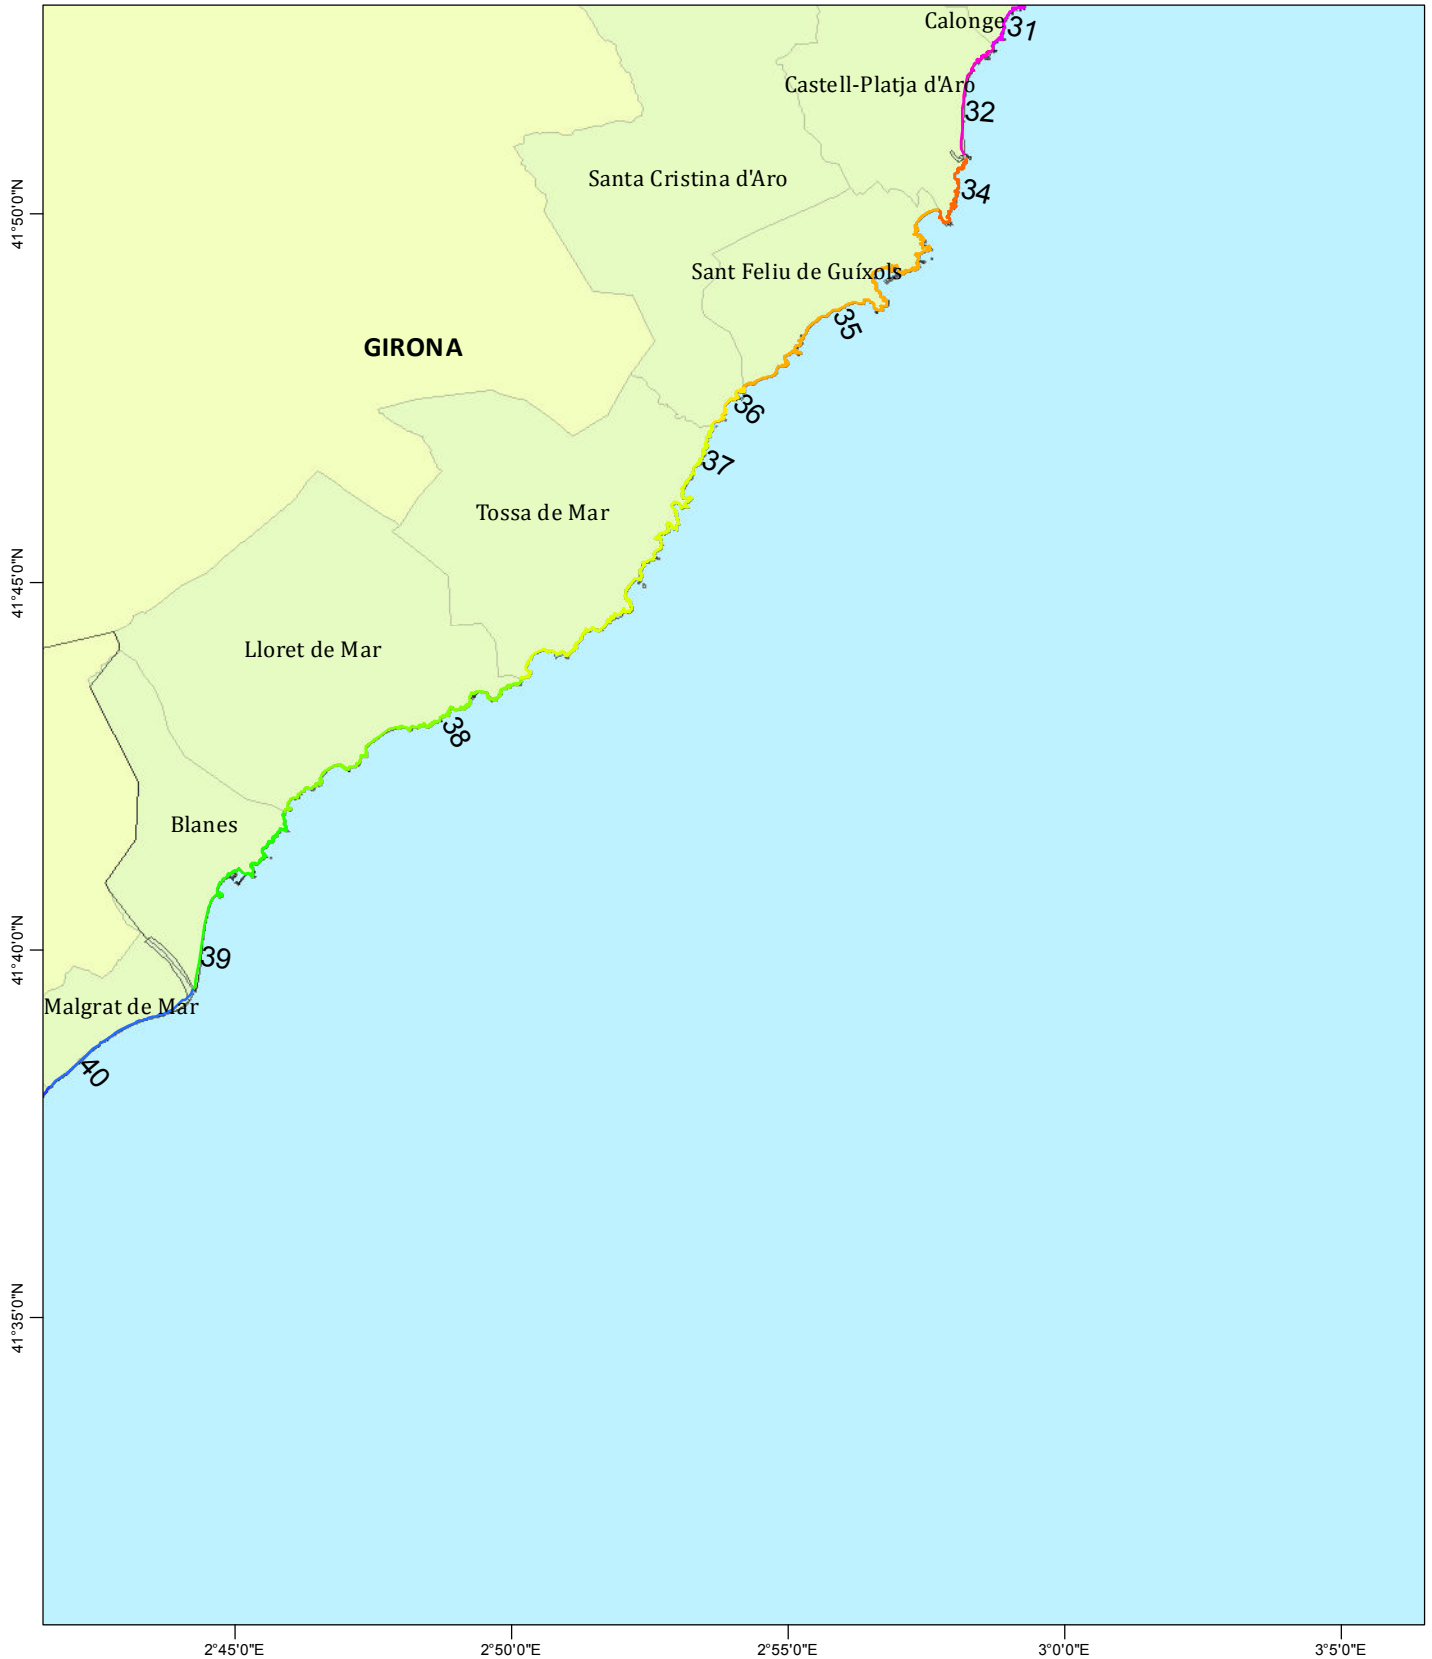 Calonge
31
Castell-Platja d'Aro
32
Santa Cristina d'Aro
34
41°50'0"N
Sant Feliu de Guíxols
35
GIRONA
36
37
Tossa de Mar
41°45'0"N
Lloret de Mar
38
Blanes
41°40'0"N
39
Malgrat de Mar
40
41°35'0"N
2°45'0"E
2°50'0"E
2°55'0"E
3°0'0"E
3°5'0"E